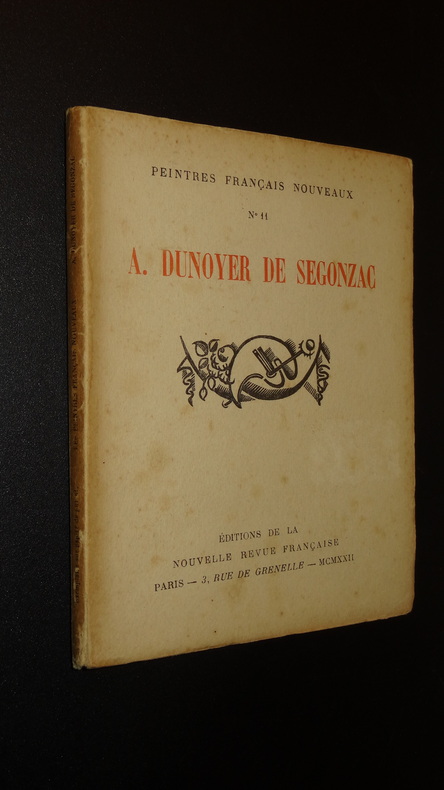 PEINTRES FRANÇAIS NOUVEAUX
Nº 11
A. DUNOYER DE SEGONZAC
ÉDITIONS DE LA
NOUVELLE REVUE FRANÇAISE
PARIS — 3, RUE DE GRENELLE — MCMXXII